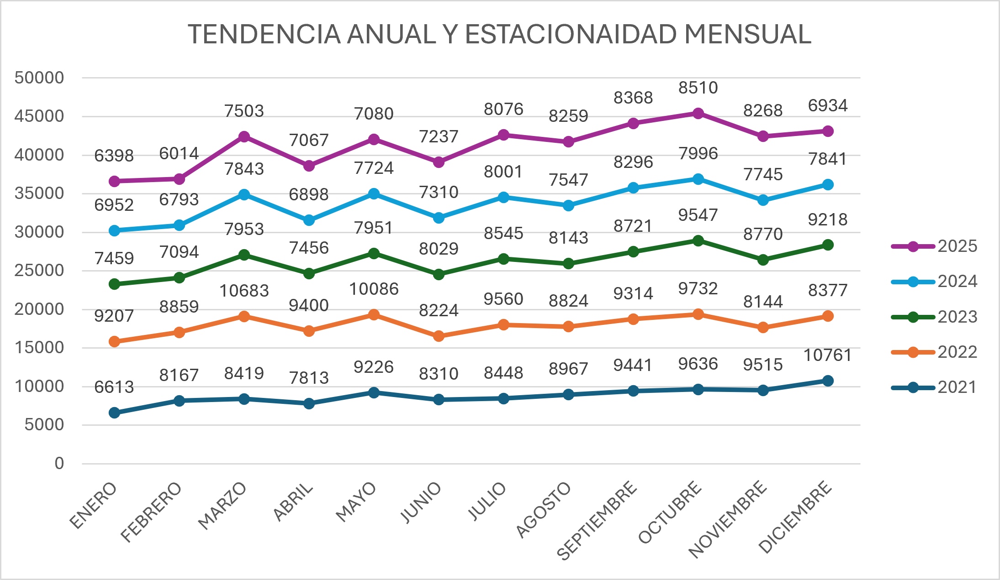 TENDENCIA ANUAL Y ESTACIONAIDAD MENSUAL
50000
45000
40000
35000
30000
25000
20000
15000
10000
5000
0
6398 6014 7503 7067 7080 7237 8076 8259 8368 8510 8268 6934
6952 6793 7843 6898 7724 7310 8001 7547 8296 7996 7745 7841
7459 7094 7953 7456 7951 8029 8545 8143 8721 9547 8770 9218
9207 8859 10683 9400 10086 8224 9560 8824 9314 9732 8144 8377
6613 8167 8419 7813 9226 8310 8448 8967 9441 9636 9515 10761
ENERO
FEBRERO
MARZO
ABRIL
MAYO
JUNIO
JULIO
AGOSTO
SEPTIEMBRE
OCTUBRE
NOVIEMBRE
DICIEMBRE
2025
2024
2023
2022
2021